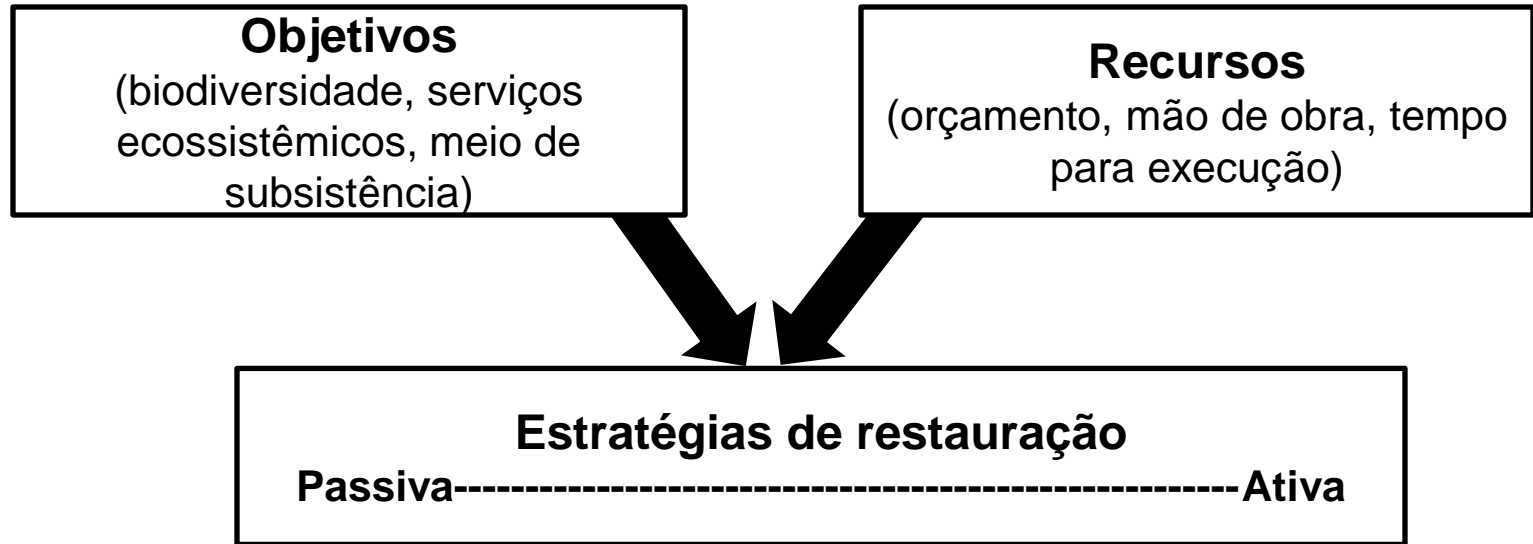 Objetivos
(biodiversidade, serviços
ecossistêmicos, meio de
subsistência)
Recursos
(orçamento, mão de obra, tempo
para execução)
Estratégias de restauração
Passiva-------------------------------------------------------Ativa